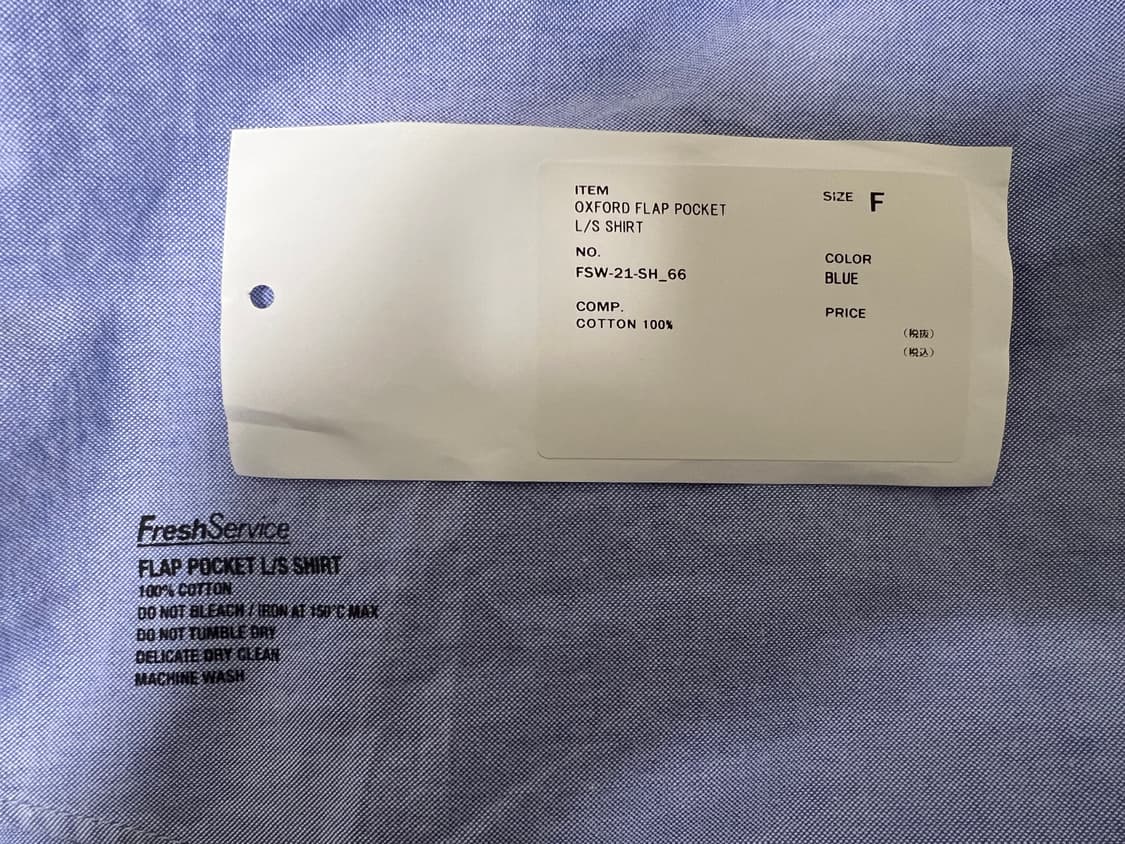 ITEM
OXFORD FLAP POCKET
L/S SHIRT
NO.
FSW-21-SH_66
COMP.
COTTON 100%
SIZE F
COLOR
BLUE
PRICE
(税抜)
(税込)
FreshService
FLAP POCKET L/S SHIRT
100% COTTON
DO NOT BLEACH / IRON AT 150°C MAX
DO NOT TUMBLE DRY
DELICATE DRY CLEAN
MACHINE WASH